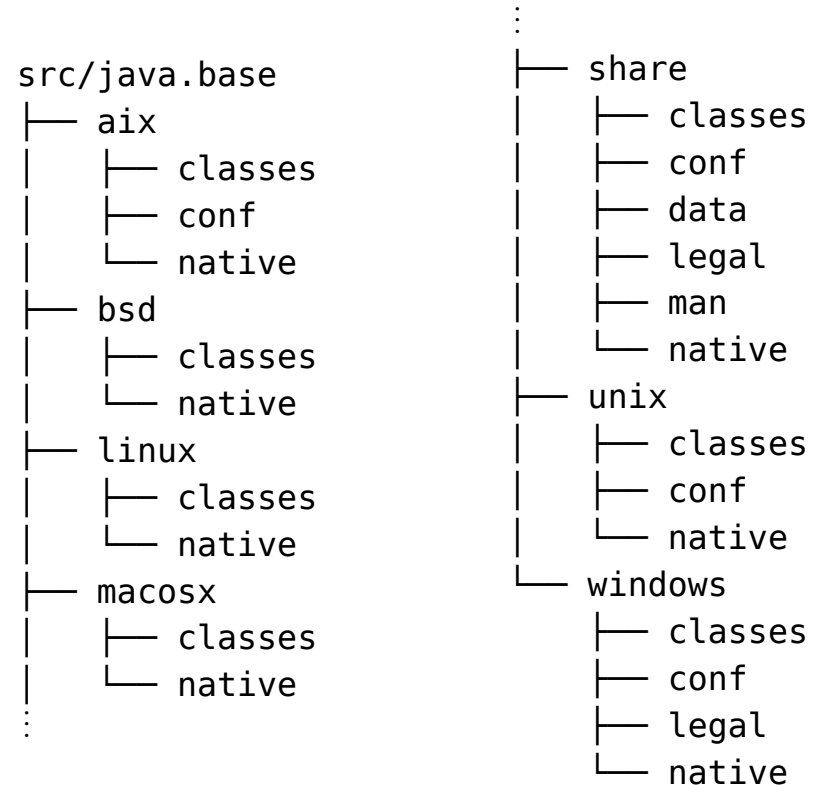 src/java.base
├── aix
│   ├── classes
│   ├── conf
│   └── native
├── bsd
│   ├── classes
│   └── native
├── linux
│   ├── classes
│   └── native
├── macosx
│   ├── classes
│   └── native
⋮
⋮
├── share
│   ├── classes
│   ├── conf
│   ├── data
│   ├── legal
│   ├── man
│   └── native
├── unix
│   ├── classes
│   ├── conf
│   └── native
└── windows
    ├── classes
    ├── conf
    ├── legal
    └── native